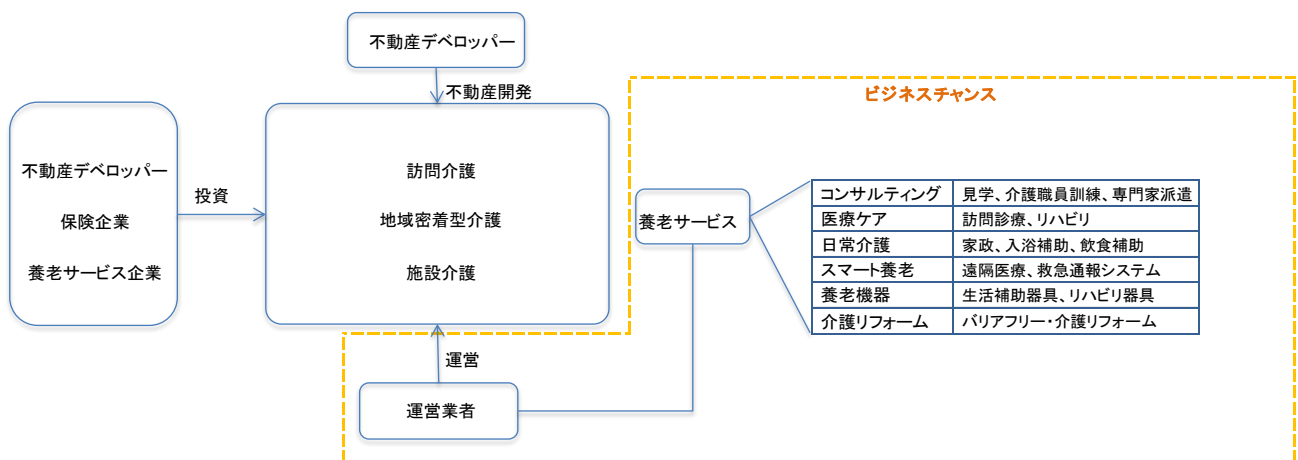 不動産デベロッパー
不動産開発
ビジネスチャンス
不動産デベロッパー
保険企業
養老サービス企業
投資
訪問介護
地域密着型介護
施設介護
養老サービス
コンサルティング 見学、介護職員訓練、専門家派遣
医療ケア 訪問診療、リハビリ
日常介護 家政、入浴補助、飲食補助
スマート養老 遠隔医療、救急通報システム
養老機器 生活補助器具、リハビリ器具
介護リフォーム バリアフリー・介護リフォーム
運営
運営業者